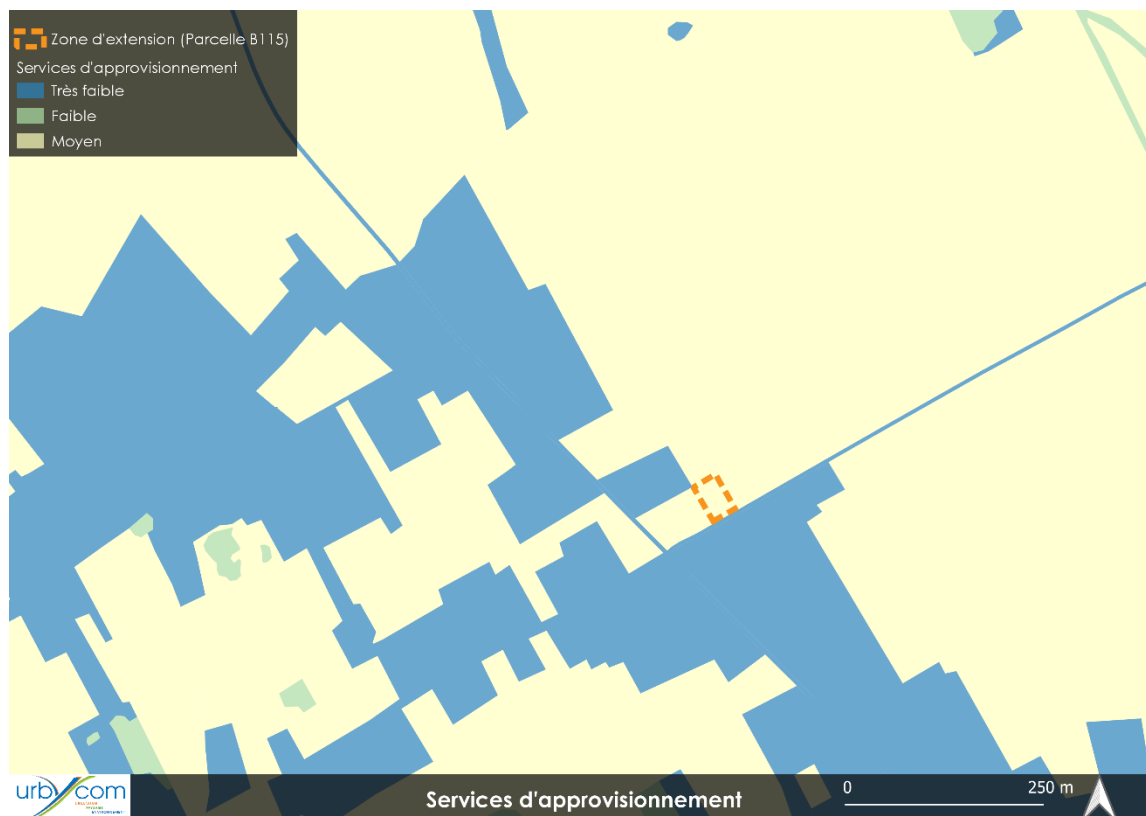 Zone d'extension (Parcelle B115)
Services d'approvisionnement
Très faible
Faible
Moyen
urbycom
Services d'approvisionnement
0 250 m